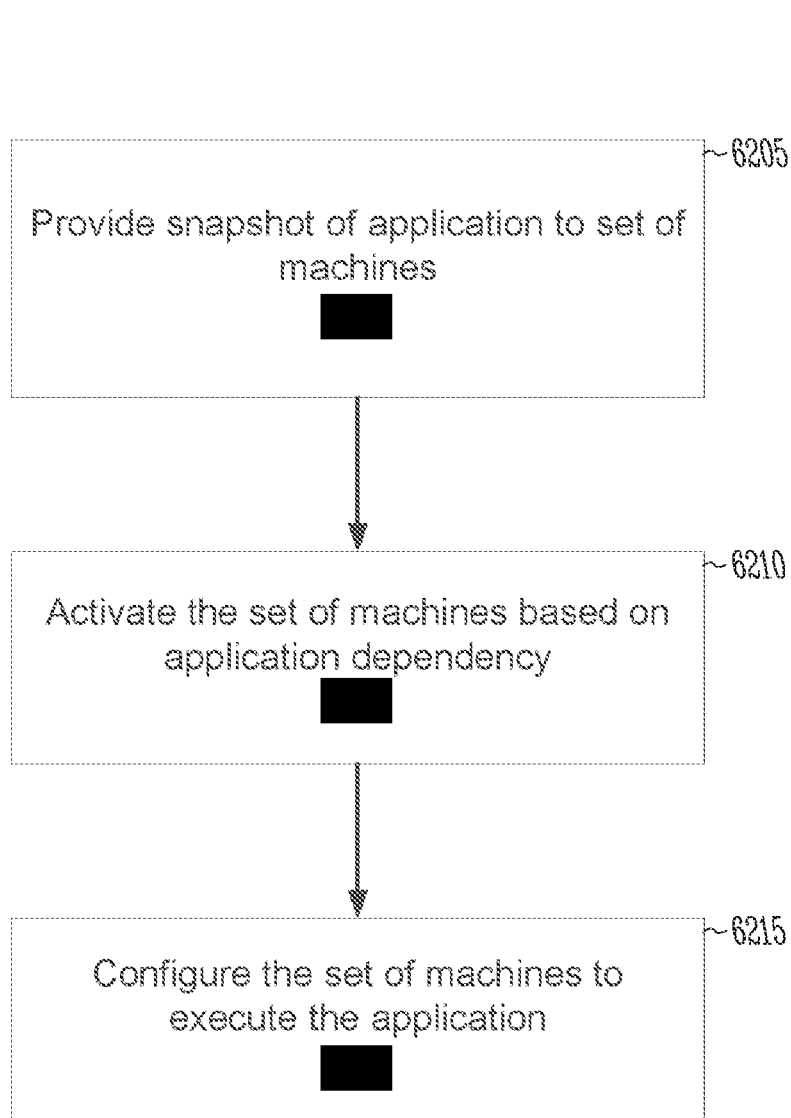 6205
Provide snapshot of application to set of
machines
6210
Activate the set of machines based on
application dependency
6215
Configure the set of machines to
execute the application